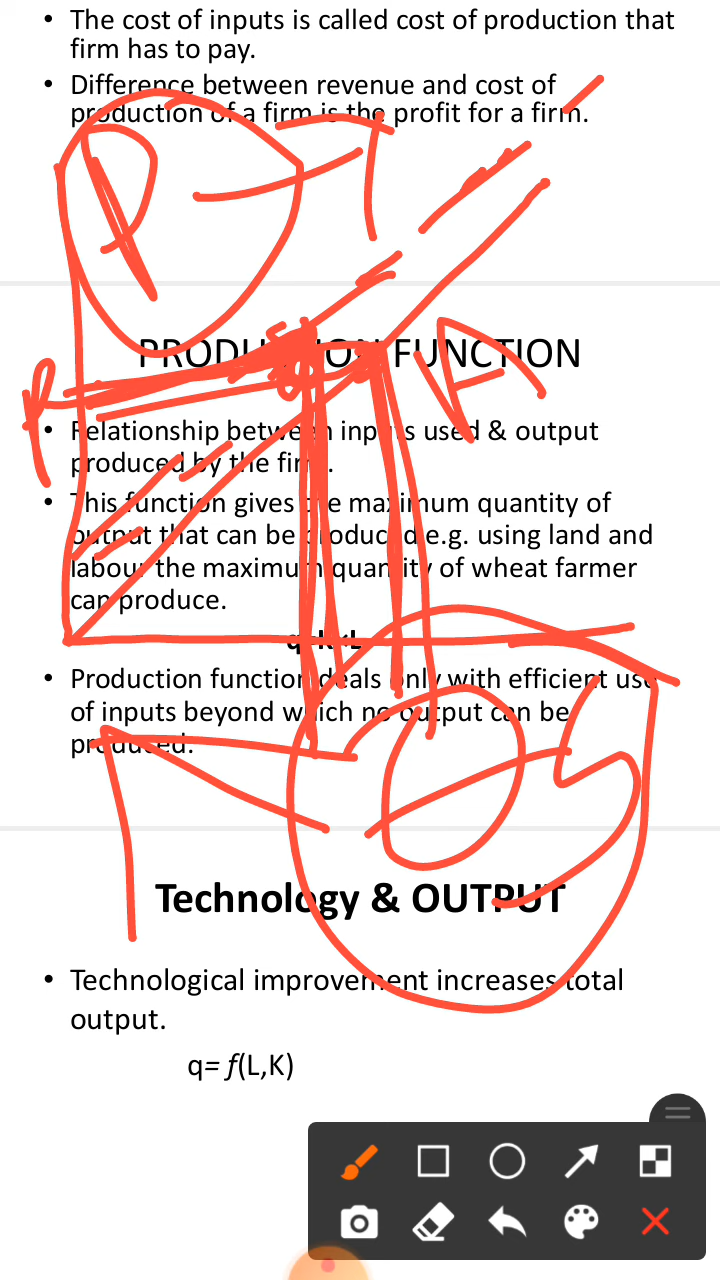 • The cost of inputs is called cost of production that
firm has to pay.
• Difference between revenue and cost of
production of a firm is the profit for a firm.
P
T
PRODUCTION FUNCTION
• Relationship between inputs used & output
produced by the firm.
• This function gives the maximum quantity of
output that can be produced e.g. using land and
labour the maximum quantity of wheat farmer
can produce.
• Production function deals only with efficient use
of inputs beyond which no output can be
produced.
Technology & OUTPUT
• Technological improvement increases total
output.
q= f(L,K)